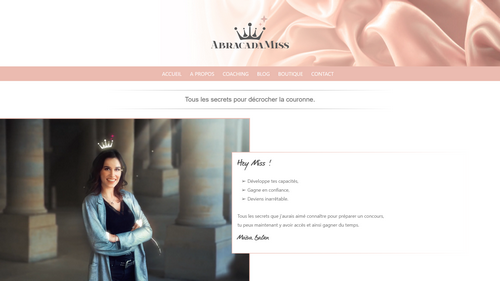 ABRACADAMISS
ACCUEIL A PROPOS COACHING BLOG BOUTIQUE CONTACT
Tous les secrets pour décrocher la couronne.
Hey Miss !
Développe tes capacités,
Gagne en confiance,
Deviens inarrêtable.
Tous les secrets que j'aurais aimé connaître pour préparer un concours,
tu peux maintenant y avoir accès et ainsi gagner du temps.